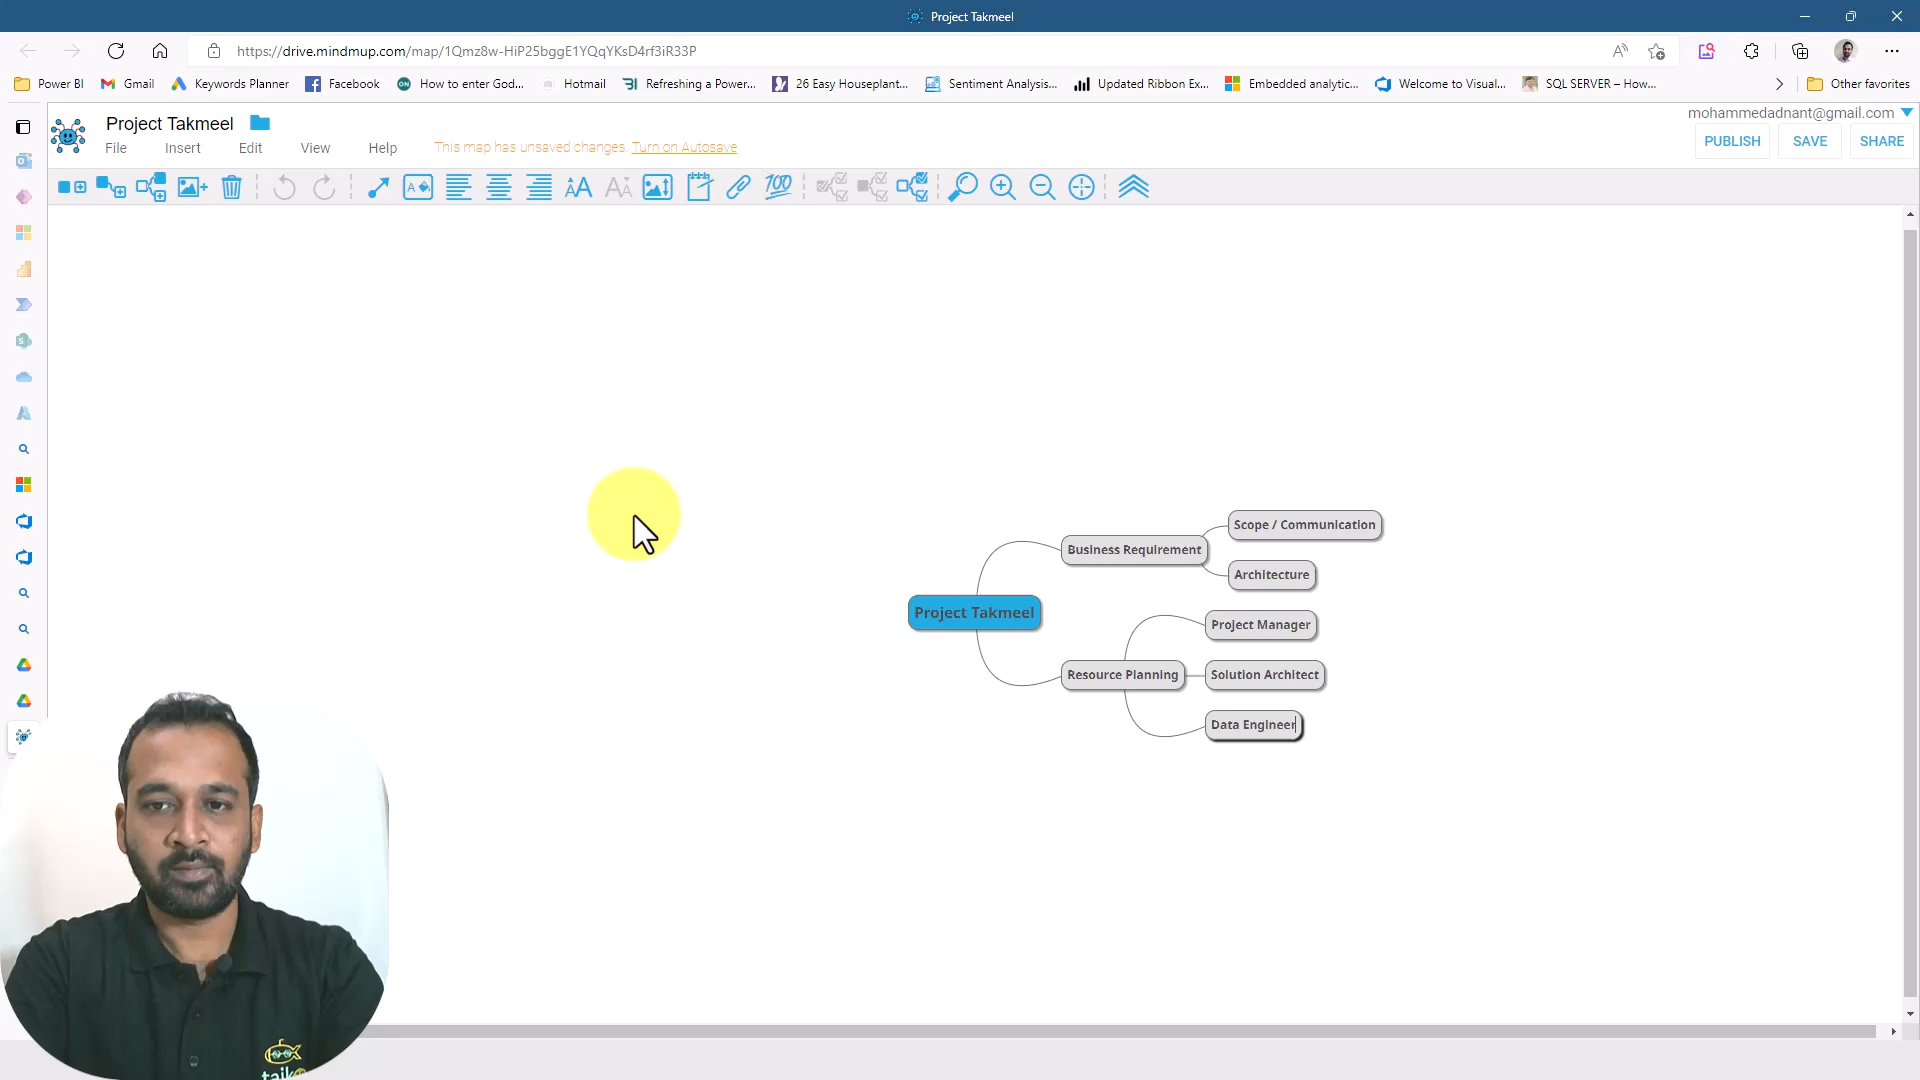 Project Takmeel
https://drive.mindmup.com/map/1Qmz8w-HiP25bggE1YQqYKsD4rf3iR33P
Power BI
Gmail
Keywords Planner
Facebook
How to enter God...
Hotmail
Refreshing a Power...
26 Easy Houseplant...
Sentiment Analysis...
Updated Ribbon Ex...
Embedded analytic...
Welcome to Visual...
SQL SERVER – How...
Other favorites
Project Takmeel
mohammedadnant@gmail.com
File
Insert
Edit
View
Help
This map has unsaved changes. Turn on Autosave
PUBLISH
SAVE
SHARE
100
Scope / Communication
Business Requirement
Architecture
Project Takmeel
Project Manager
Resource Planning
Solution Architect
Data Engineer